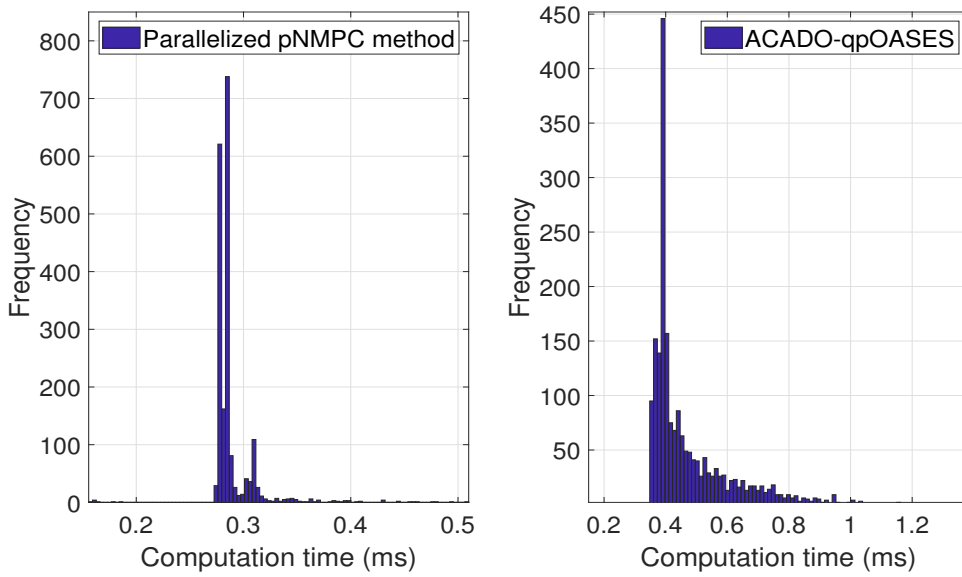 Parallelized pNMPC method
800
700
600
500
400
300
200
100
0
Frequency
0.2 0.3 0.4 0.5
Computation time (ms)
ACADO-qpOASES
450
400
350
300
250
200
150
100
50
Frequency
0.2 0.4 0.6 0.8 1 1.2
Computation time (ms)